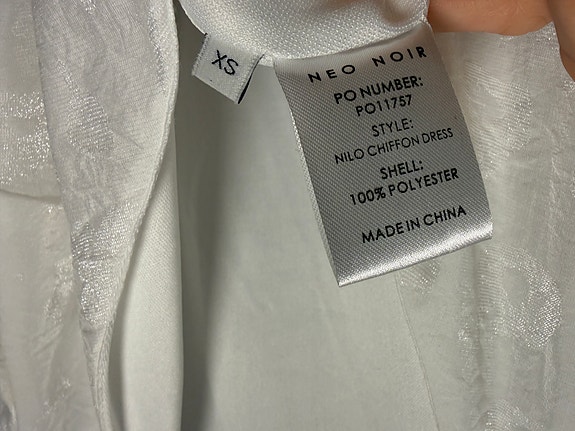 XS
NEO NOIR
PO NUMBER:
PO11757
STYLE:
NILO CHIFFON DRESS
SHELL:
100% POLYESTER
MADE IN CHINA